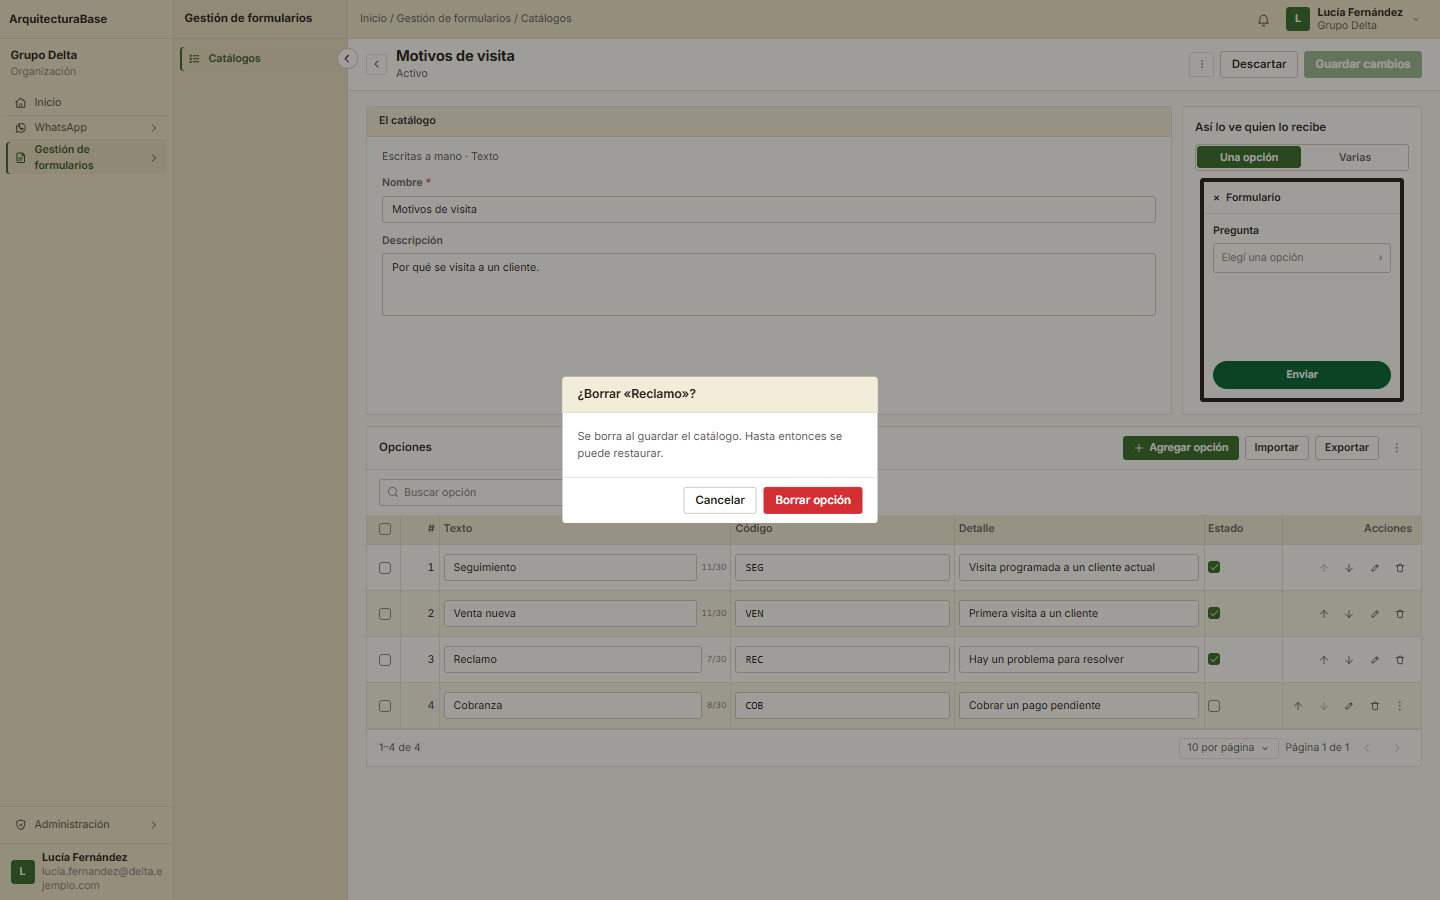 ArquitecturaBase
Grupo Delta
Organización
Inicio
WhatsApp
Gestión de
formularios
Administración
L
Lucía Fernández
lucia.fernandez@delta.e
jemplo.com
Gestión de formularios
Catálogos
Inicio / Gestión de formularios / Catálogos
L
Lucía Fernández
Grupo Delta
Motivos de visita
Activo
Descartar
Guardar cambios
El catálogo
Escritas a mano · Texto
Nombre *
Motivos de visita
Descripción
Por qué se visita a un cliente.
Así lo ve quien lo recibe
Una opción
Varias
× Formulario
Pregunta
Elegí una opción
Enviar
¿Borrar «Reclamo»?
Se borra al guardar el catálogo. Hasta entonces se
puede restaurar.
Cancelar
Borrar opción
Opciones
Agregar opción
Importar
Exportar
Buscar opción
# Texto Código Detalle Estado Acciones
1 Seguimiento 11/30 SEG Visita programada a un cliente actual
2 Venta nueva 11/30 VEN Primera visita a un cliente
3 Reclamo 7/30 REC Hay un problema para resolver
4 Cobranza 8/30 COB Cobrar un pago pendiente
1–4 de 4
10 por página
Página 1 de 1